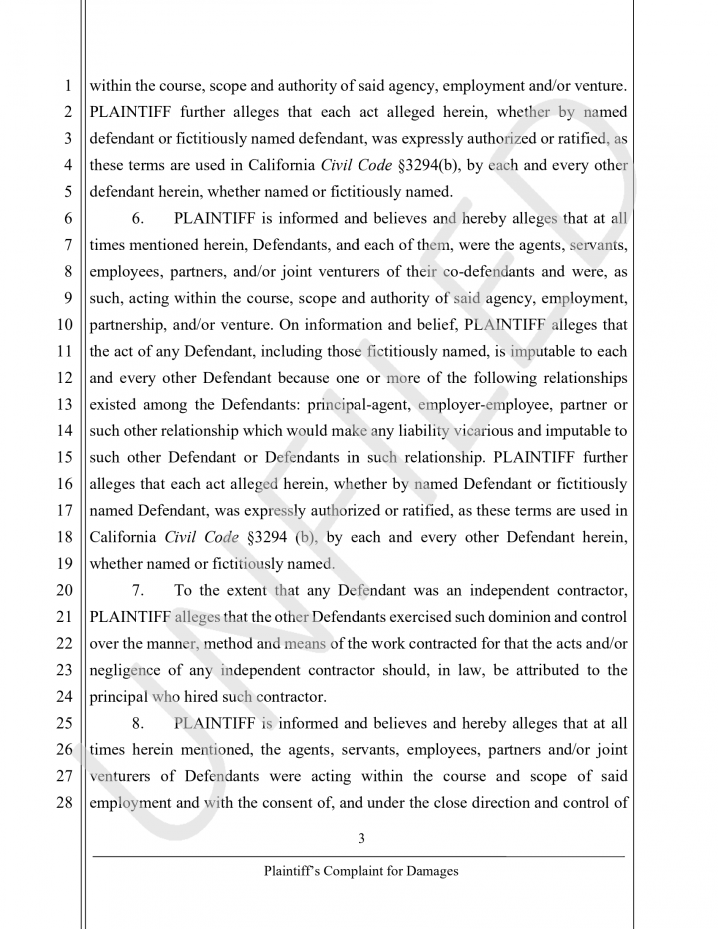 1 within the course, scope and authority of said agency, employment and/or venture.
2 PLAINTIFF further alleges that each act alleged herein, whether by named
3 defendant or fictitiously named defendant, was expressly authorized or ratified, as
4 these terms are used in California Civil Code §3294(b), by each and every other
5 defendant herein, whether named or fictitiously named.
6 6. PLAINTIFF is informed and believes and hereby alleges that at all
7 times mentioned herein, Defendants, and each of them, were the agents, servants,
8 employees, partners, and/or joint venturers of their co-defendants and were, as
9 such, acting within the course, scope and authority of said agency, employment,
10 partnership, and/or venture. On information and belief, PLAINTIFF alleges that
11 the act of any Defendant, including those fictitiously named, is imputable to each
12 and every other Defendant because one or more of the following relationships
13 existed among the Defendants: principal-agent, employer-employee, partner or
14 such other relationship which would make any liability vicarious and imputable to
15 such other Defendant or Defendants in such relationship. PLAINTIFF further
16 alleges that each act alleged herein, whether by named Defendant or fictitiously
17 named Defendant, was expressly authorized or ratified, as these terms are used in
18 California Civil Code §3294 (b), by each and every other Defendant herein,
19 whether named or fictitiously named.
20 7. To the extent that any Defendant was an independent contractor,
21 PLAINTIFF alleges that the other Defendants exercised such dominion and control
22 over the manner, method and means of the work contracted for that the acts and/or
23 negligence of any independent contractor should, in law, be attributed to the
24 principal who hired such contractor.
25 8. PLAINTIFF is informed and believes and hereby alleges that at all
26 times herein mentioned, the agents, servants, employees, partners and/or joint
27 venturers of Defendants were acting within the course and scope of said
28 employment and with the consent of, and under the close direction and control of
3
Plaintiff's Complaint for Damages
UNFILED